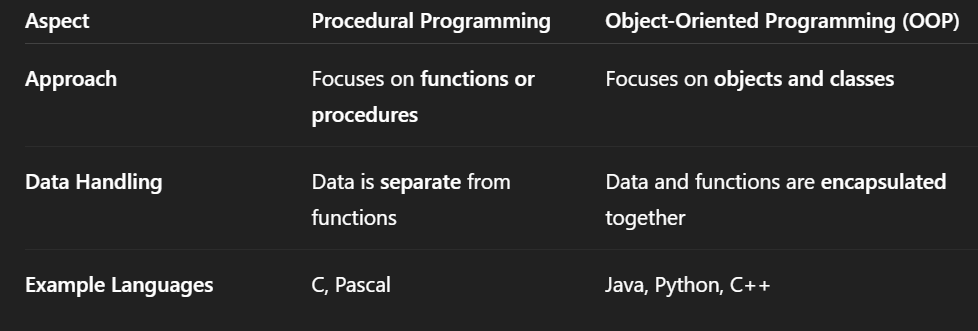 Aspect Procedural Programming Object-Oriented Programming (OOP)
Approach Focuses on functions or procedures Focuses on objects and classes
Data Handling Data is separate from functions Data and functions are encapsulated together
Example Languages C, Pascal Java, Python, C++